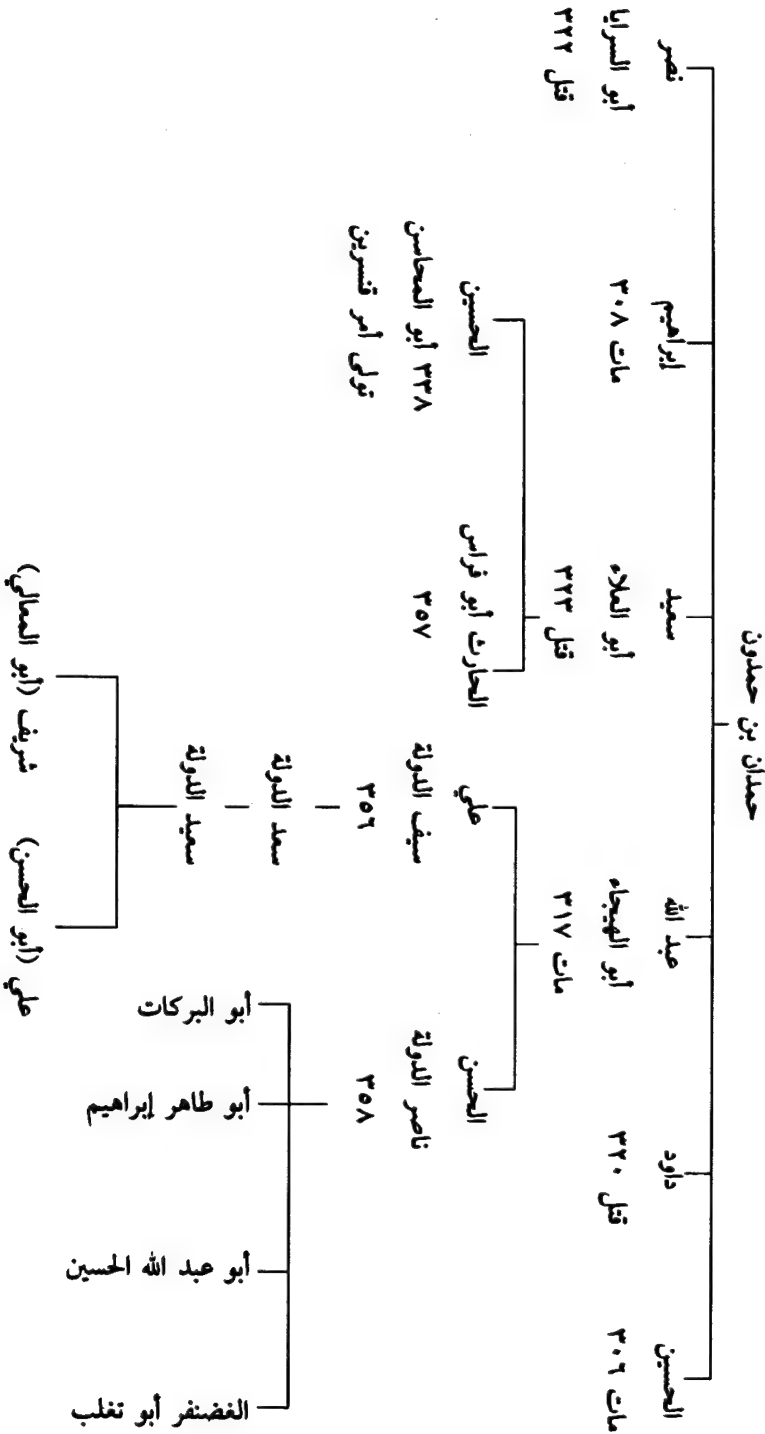 حمدان بن حمدون
الحسين
مات ٣٠٦
داود
قتل ٣٢٠
عبد الله
أبو الهيجاء
مات ٣١٧
سعيد
أبو العلاء
قتل ٣٢٣
إبراهيم
مات ٣٠٨
نصر
أبو السرايا
قتل ٣٢٢
الحسن
ناصر الدولة
٣٥٨
علي
سيف الدولة
٣٥٦
الحارث أبو فراس
٣٥٧
الحسين
٣٣٨ أبو المحاسن
تولى أمر قنسرين
سعد الدولة
سعيد الدولة
علي (أبو الحسن)
شريف (أبو المعالي)
أبو البركات
أبو طاهر إبراهيم
أبو عبد الله الحسين
الغضنفر أبو تغلب